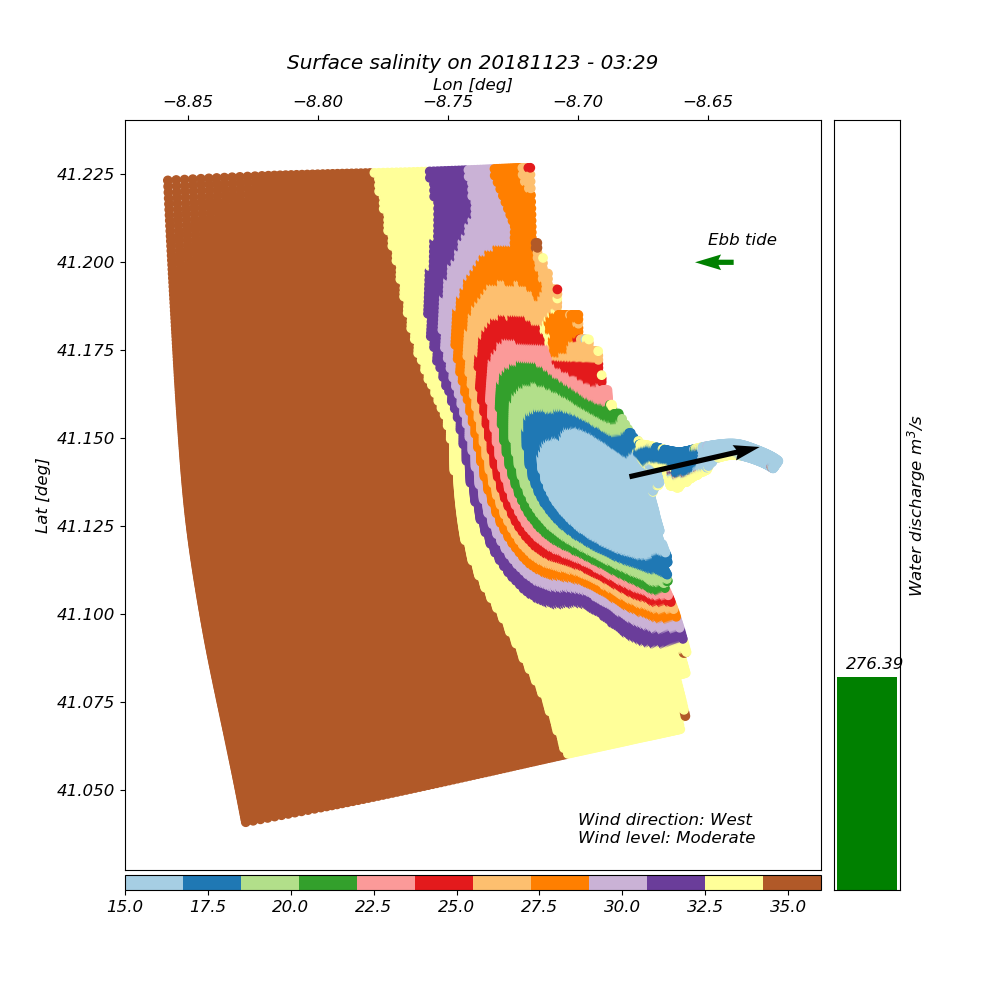 Surface salinity on 20181123 - 03:29
Lon [deg]
−8.85 −8.80 −8.75 −8.70 −8.65
41.225
41.200
41.175
41.150
41.125
41.100
41.075
41.050
Lat [deg]
Ebb tide
Wind direction: West
Wind level: Moderate
15.0 17.5 20.0 22.5 25.0 27.5 30.0 32.5 35.0
276.39
Water discharge m³/s